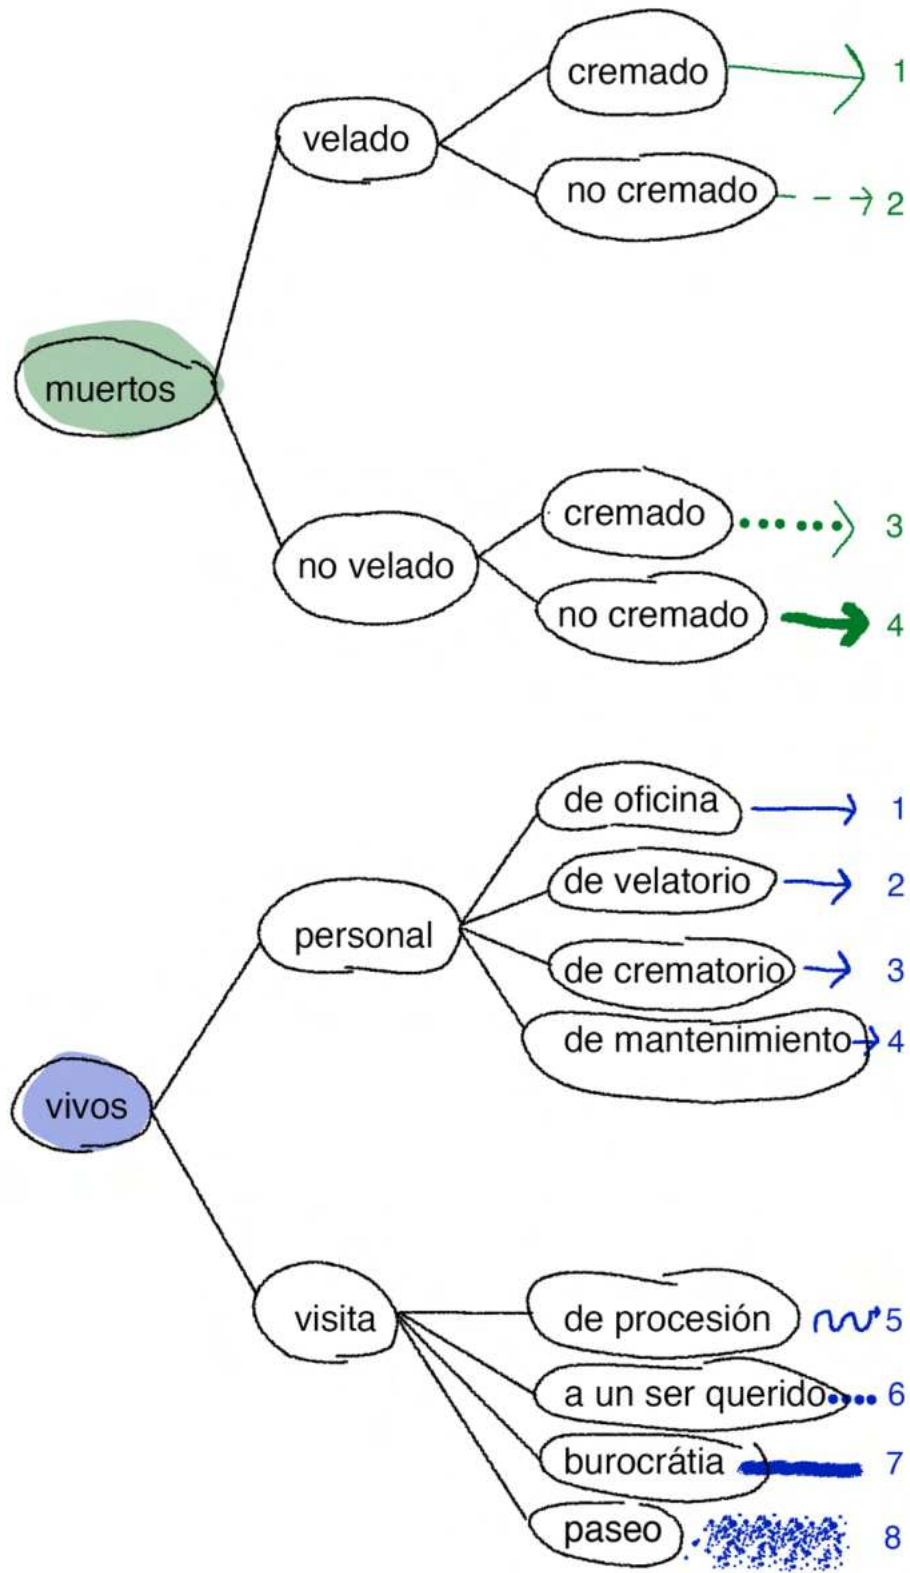 cremado 1
velado
no cremado 2
muertos
cremado 3
no velado
no cremado 4
de oficina 1
de velatorio 2
personal
de crematorio 3
de mantenimiento 4
vivos
de procesión 5
visita
a un ser querido 6
burocrátia 7
paseo 8